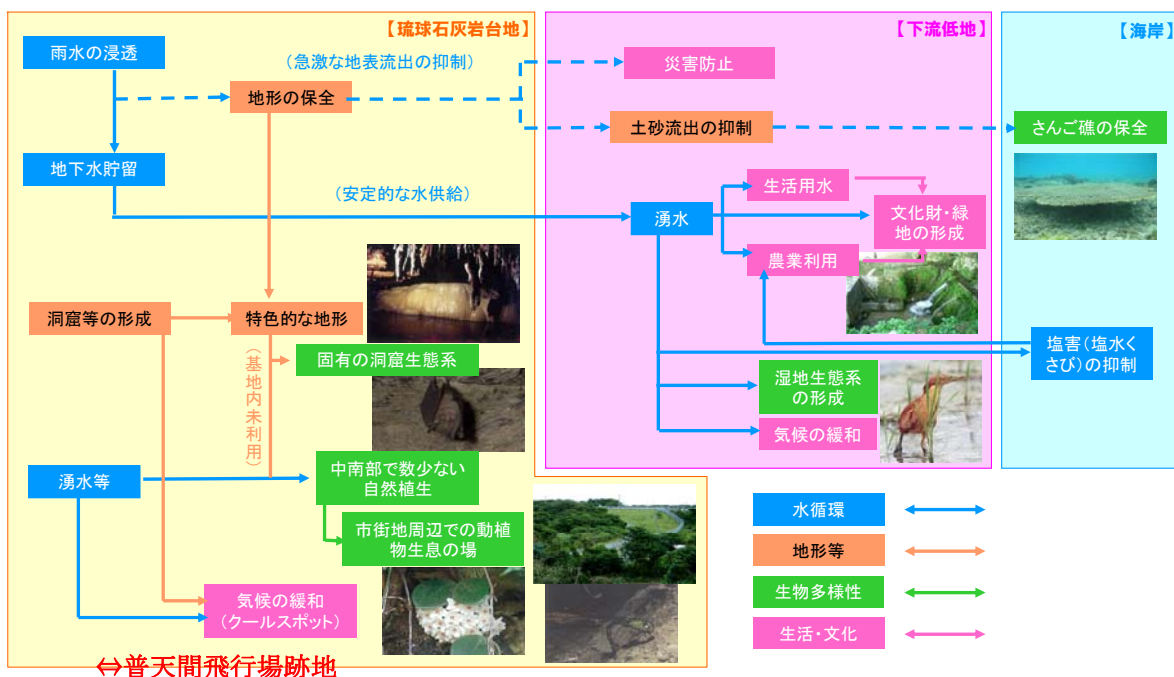 【琉球石灰岩台地】
雨水の浸透
（急激な地表流出の抑制）
地形の保全
地下水貯留
（安定的な水供給）
洞窟等の形成
特色的な地形
（基地内未利用）
固有の洞窟生態系
湧水等
中南部で数少ない
自然植生
市街地周辺での動植
物生息の場
気候の緩和
（クールスポット）
⇔普天間飛行場跡地
【下流低地】
災害防止
土砂流出の抑制
生活用水
湧水
文化財・緑
地の形成
農業利用
湿地生態系
の形成
気候の緩和
【海岸】
さんご礁の保全
塩害（塩水く
さび）の抑制
水循環
地形等
生物多様性
生活・文化